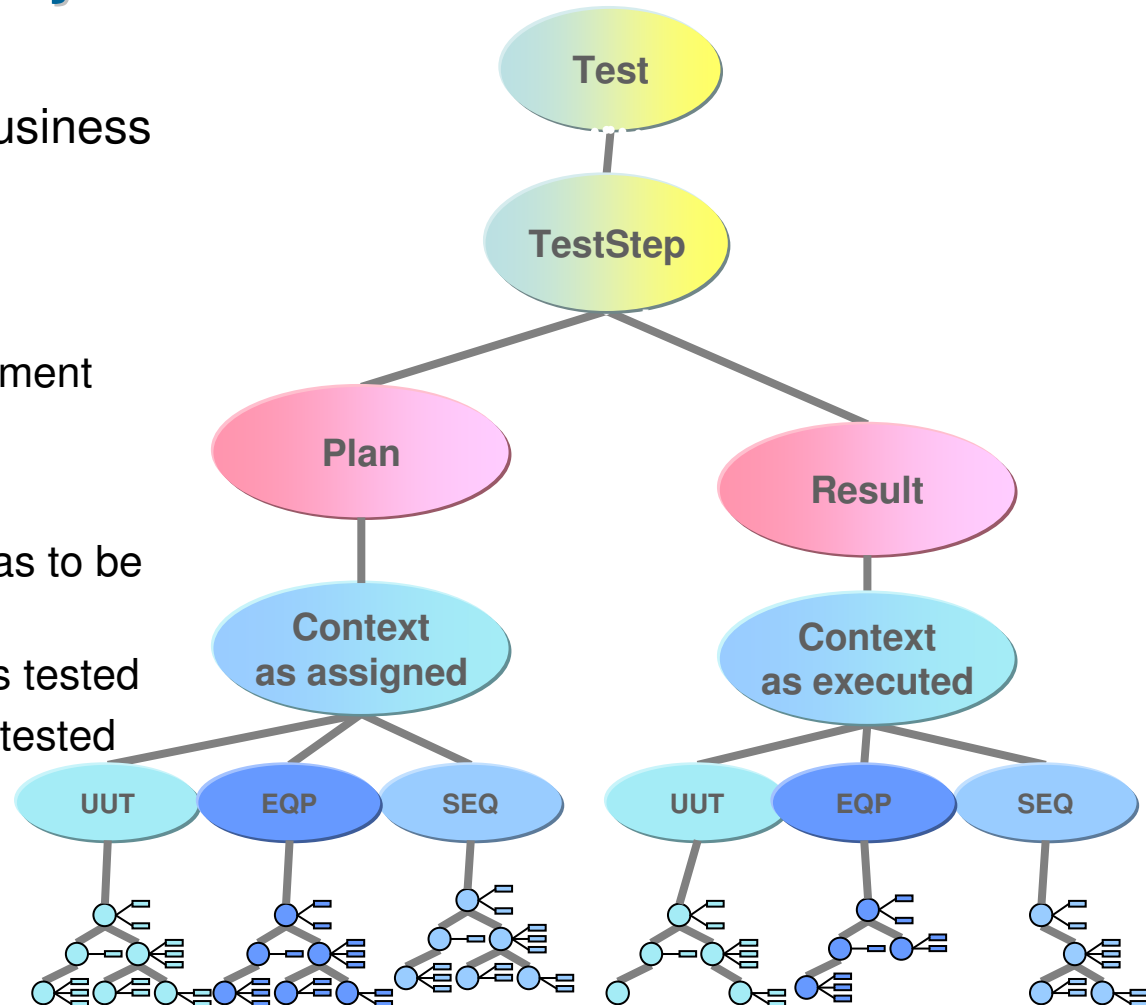 usiness
ment
as to be
s tested
tested
Test
TestStep
Plan
Result
Context
as assigned
Context
as executed
UUT
EQP
SEQ
UUT
EQP
SEQ